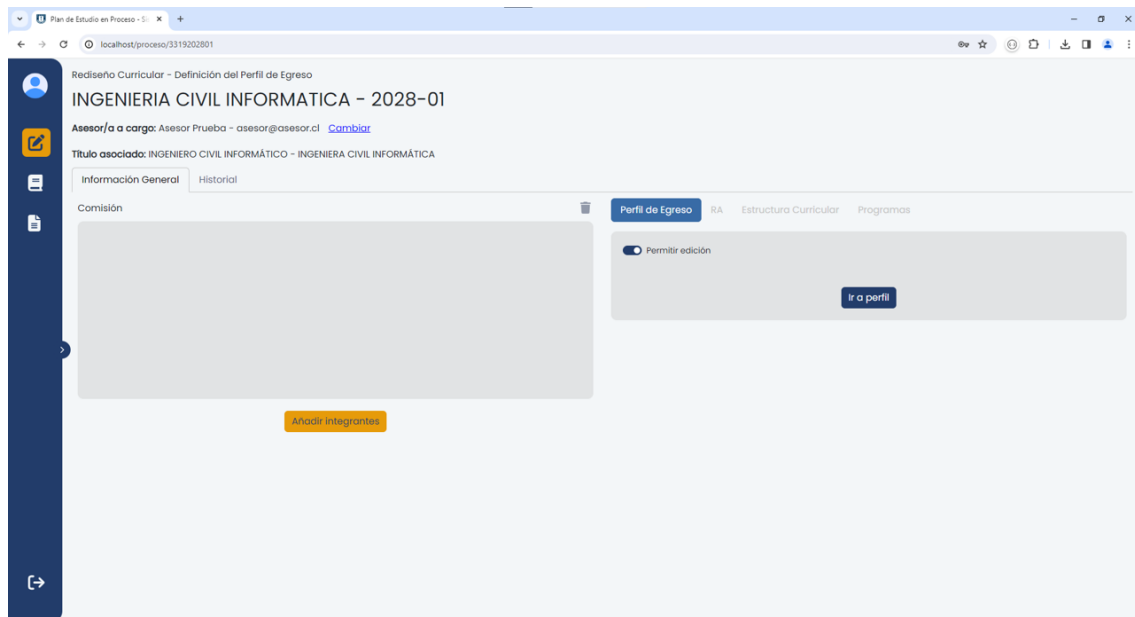 Plan de Estudio en Proceso - Si
localhost/proceso/3319202801
Rediseño Curricular - Definición del Perfil de Egreso
INGENIERIA CIVIL INFORMATICA - 2028-01
Asesor/a a cargo: Asesor Prueba - asesor@asesor.cl Cambiar
Título asociado: INGENIERO CIVIL INFORMÁTICO - INGENIERA CIVIL INFORMÁTICA
Información General Historial
Comisión
Perfil de Egreso RA Estructura Curricular Programas
Permitir edición
Ir a perfil
Añadir integrantes